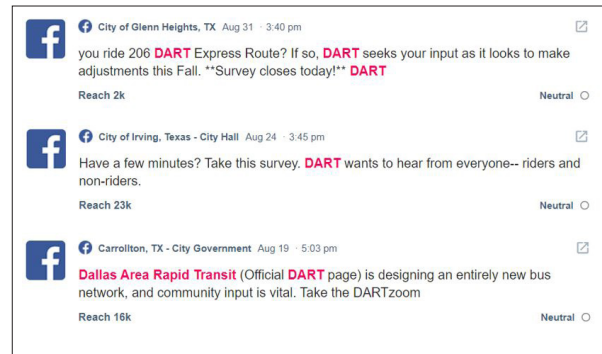 City of Glenn Heights, TX Aug 31 · 3:40 pm
you ride 206 DART Express Route? If so, DART seeks your input as it looks to make
adjustments this Fall. **Survey closes today!** DART
Reach 2k Neutral
City of Irving, Texas - City Hall Aug 24 · 3:45 pm
Have a few minutes? Take this survey. DART wants to hear from everyone-- riders and
non-riders.
Reach 23k Neutral
Carrollton, TX - City Government Aug 19 · 5:03 pm
Dallas Area Rapid Transit (Official DART page) is designing an entirely new bus
network, and community input is vital. Take the DARTzoom
Reach 16k Neutral